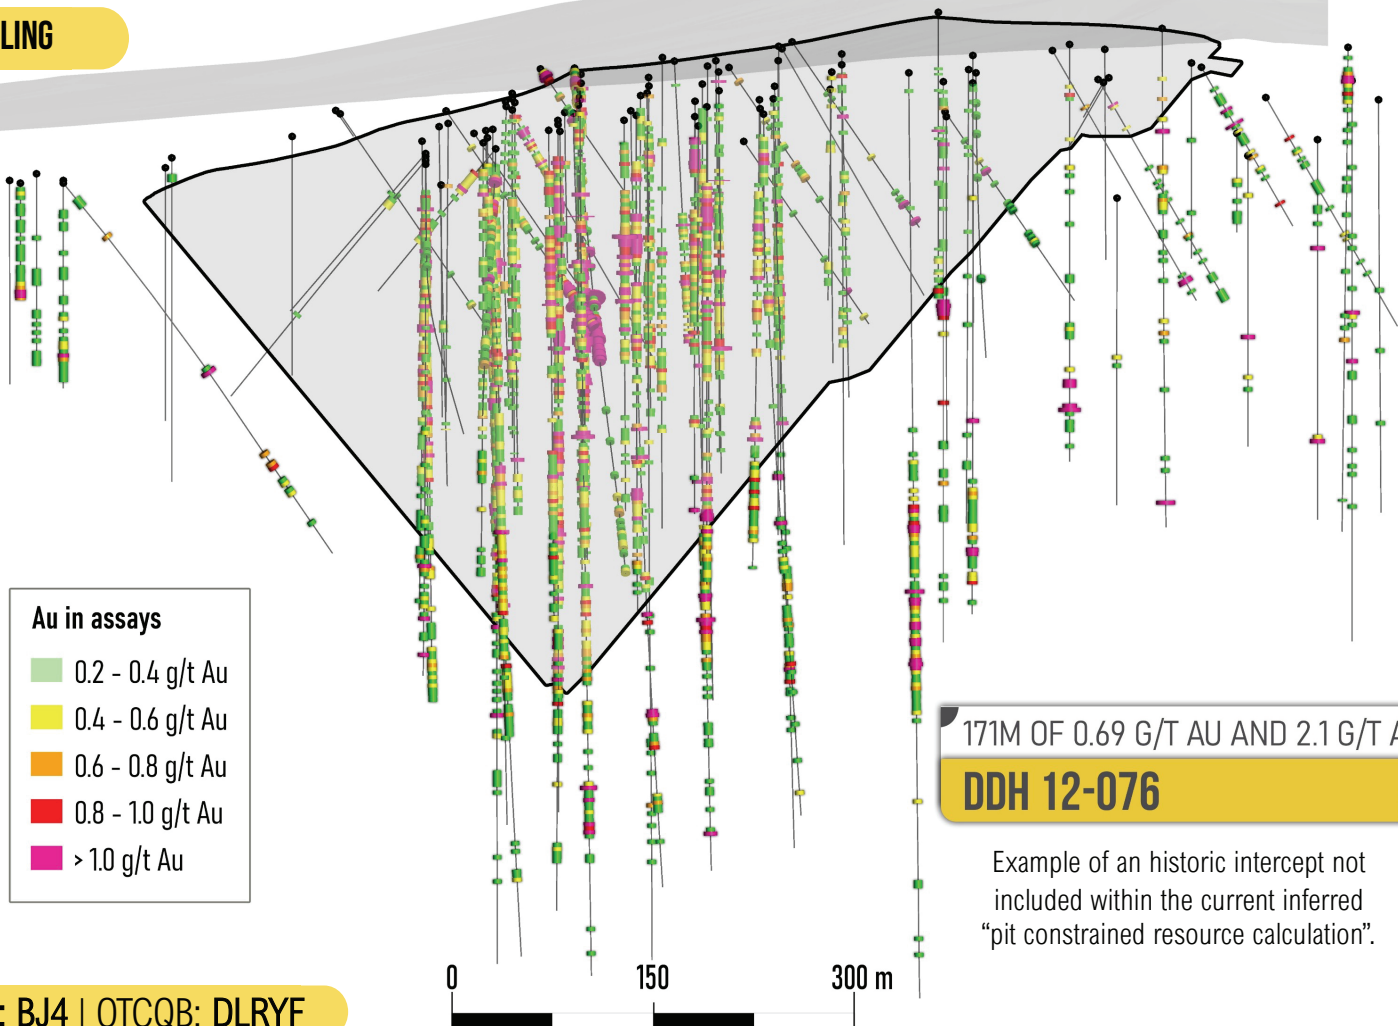 LING
Au in assays
0.2 - 0.4 g/t Au
0.4 - 0.6 g/t Au
0.6 - 0.8 g/t Au
0.8 - 1.0 g/t Au
> 1.0 g/t Au
171M OF 0.69 G/T AU AND 2.1 G/T A
DDH 12-076
Example of an historic intercept not
included within the current inferred
“pit constrained resource calculation”.
0 150 300 m
: BJ4 | OTCQB: DLRYF